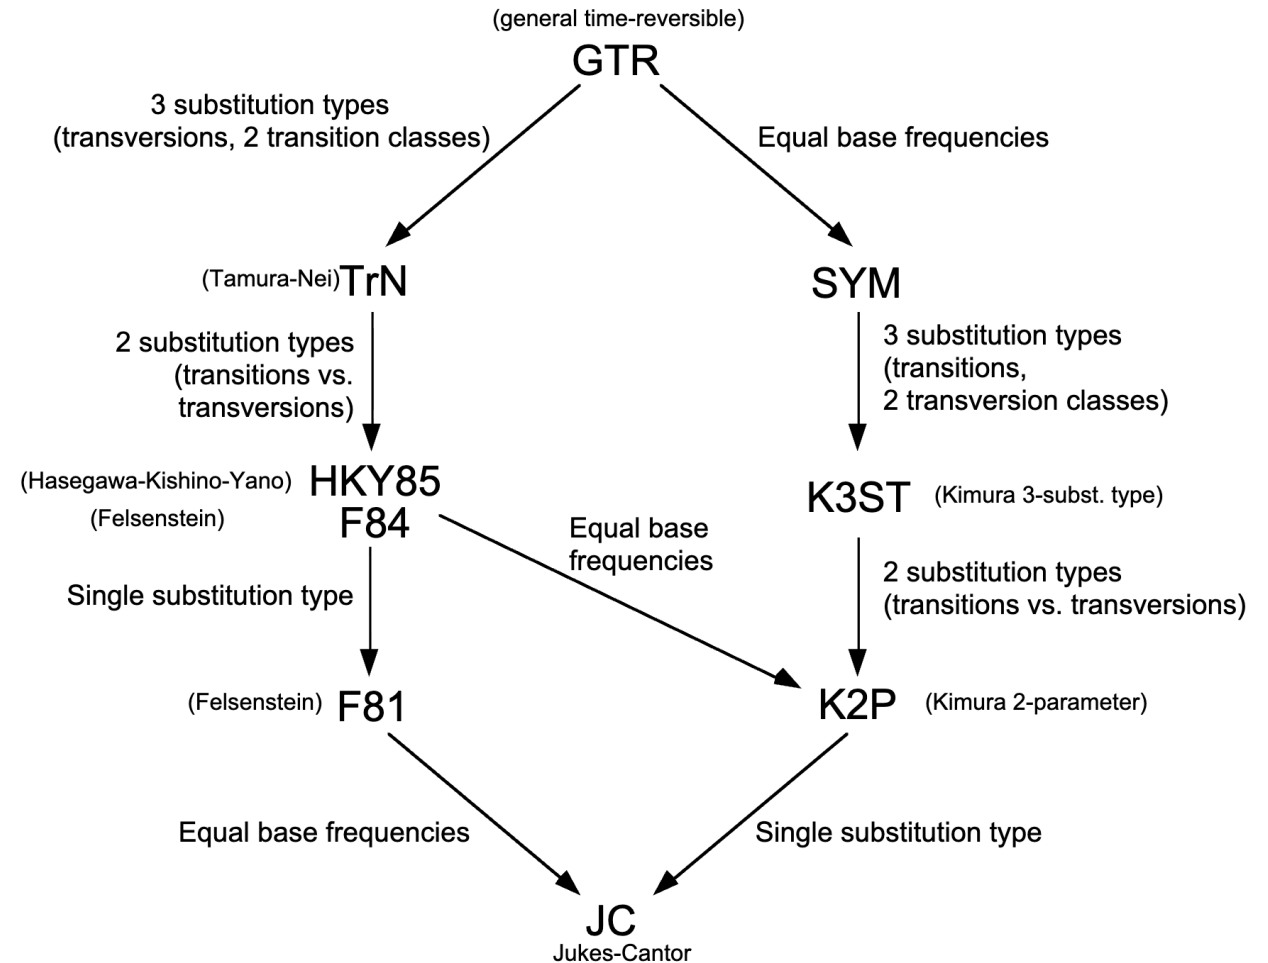 (general time-reversible)
GTR
3 substitution types
(transversions, 2 transition classes)
Equal base frequencies
(Tamura-Nei) TrN
SYM
2 substitution types
(transitions vs.
transversions)
3 substitution types
(transitions,
2 transversion classes)
(Hasegawa-Kishino-Yano) HKY85
(Felsenstein) F84
K3ST (Kimura 3-subst. type)
Equal base
frequencies
Single substitution type
2 substitution types
(transitions vs. transversions)
(Felsenstein) F81
K2P (Kimura 2-parameter)
Equal base frequencies
Single substitution type
JC
Jukes-Cantor